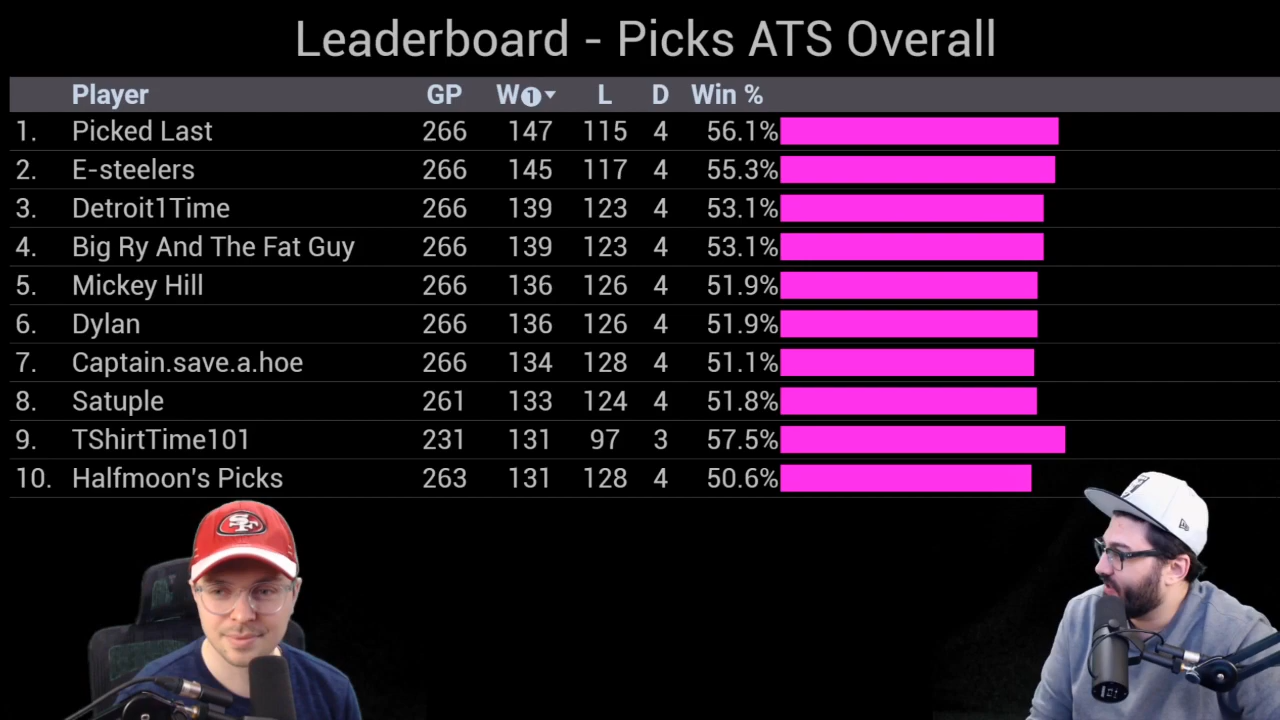 Leaderboard - Picks ATS Overall
Player GP W1 L D Win %
1. Picked Last 266 147 115 4 56.1%
2. E-steelers 266 145 117 4 55.3%
3. Detroit1Time 266 139 123 4 53.1%
4. Big Ry And The Fat Guy 266 139 123 4 53.1%
5. Mickey Hill 266 136 126 4 51.9%
6. Dylan 266 136 126 4 51.9%
7. Captain.save.a.hoe 266 134 128 4 51.1%
8. Satuple 261 133 124 4 51.8%
9. TShirtTime101 231 131 97 3 57.5%
10. Halfmoon's Picks 263 131 128 4 50.6%
SF